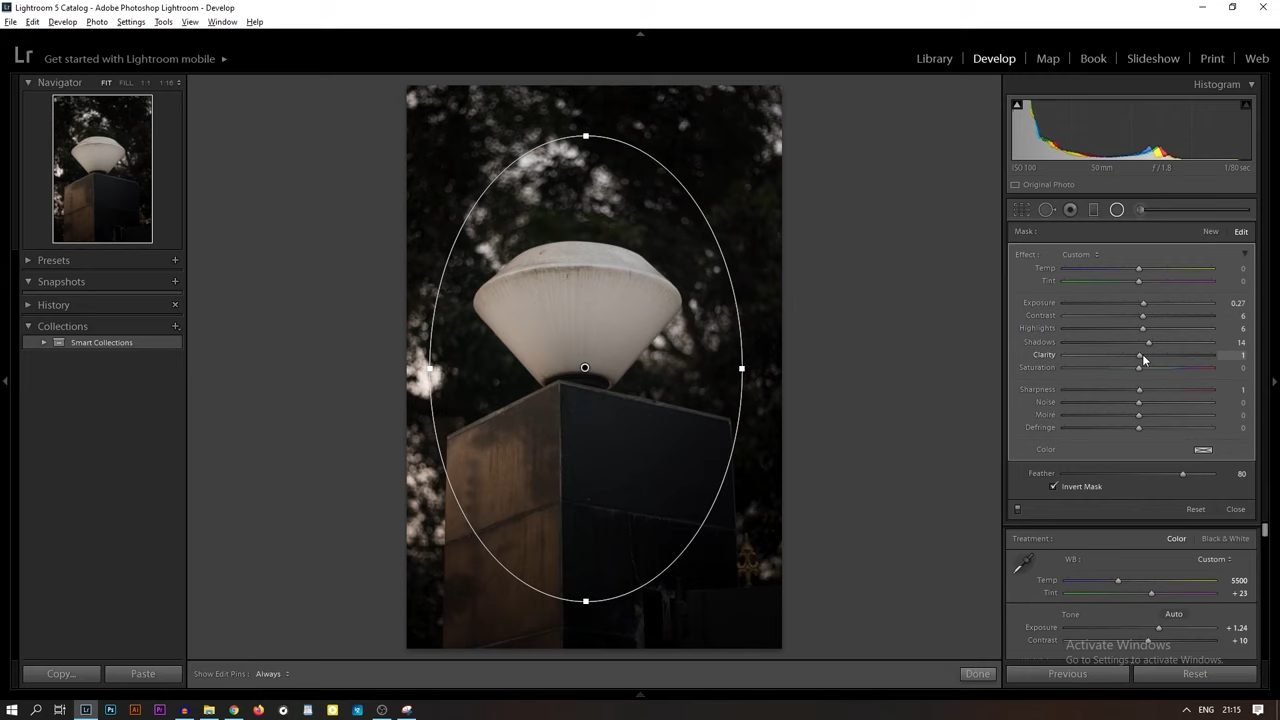 Lightroom 5 Catalog - Adobe Photoshop Lightroom - Develop
File Edit Develop Photo Settings Tools View Window Help
Lr Get started with Lightroom mobile
Library Develop Map Book Slideshow Print Web
Navigator FIT FILL 1:1 1:16
Presets
Snapshots
History
Collections
Smart Collections
Copy... Paste
Show Edit Pins : Always
Done
Histogram
ISO 100 50 mm ƒ / 1.8 1/80 sec
Original Photo
Mask : New Edit
Effect : Custom
Temp 0
Tint 0
Exposure 0.27
Contrast 6
Highlights 6
Shadows 14
Clarity 1
Saturation 0
Sharpness 1
Noise 0
Moire 0
Defringe 0
Color
Feather 80
Invert Mask
Reset Close
Treatment : Color Black & White
WB : Custom
Temp 5500
Tint + 23
Tone Auto
Exposure + 1.24
Contrast + 10
Activate Windows
Go to Settings to activate Windows.
Previous Reset
Lr Ps Ai Pr
ENG 21:15